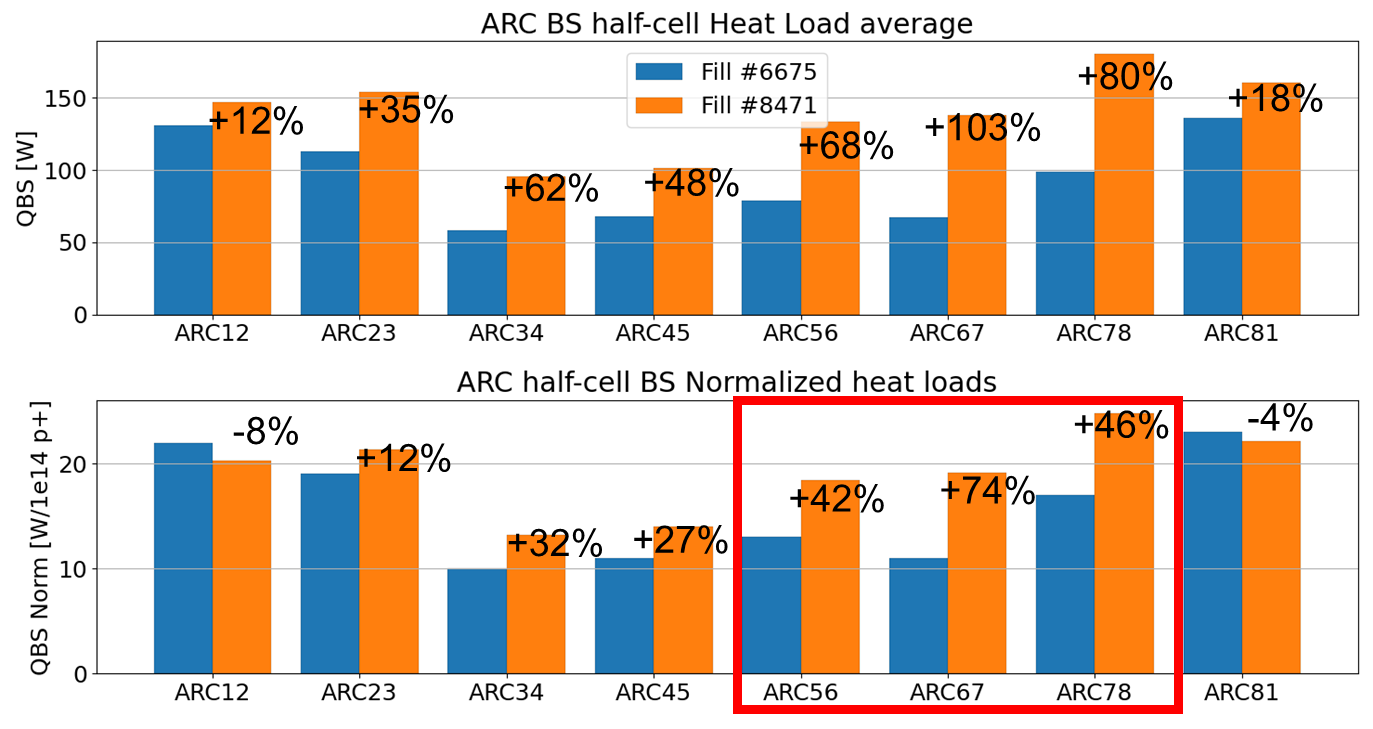 ARC BS half-cell Heat Load average
QBS [W]
150
100
50
0
Fill #6675
Fill #8471
+12%
+35%
+62%
+48%
+68%
+103%
+80%
+18%
ARC12 ARC23 ARC34 ARC45 ARC56 ARC67 ARC78 ARC81
ARC half-cell BS Normalized heat loads
QBS Norm [W/1e14 p+]
20
10
0
-8%
+12%
+32%
+27%
+42%
+74%
+46%
-4%
ARC12 ARC23 ARC34 ARC45 ARC56 ARC67 ARC78 ARC81